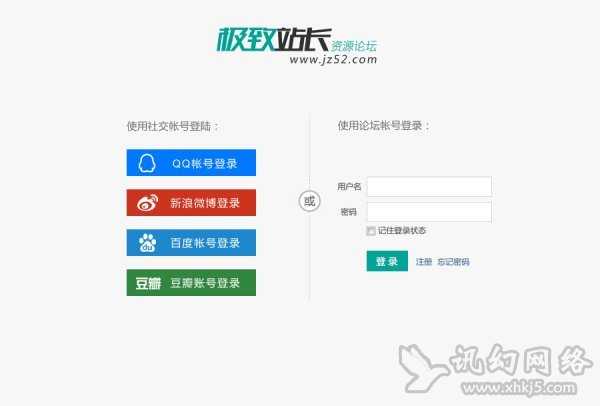 极致站长资源论坛
www.jz52.com
使用社交帐号登陆：
QQ帐号登录
新浪微博登录
百度帐号登录
du
豆瓣 豆瓣账号登录
或
使用论坛帐号登录：
用户名
密码
记住登录状态
登录 注册 忘记密码
讯幻网络
www.xhkj5.com